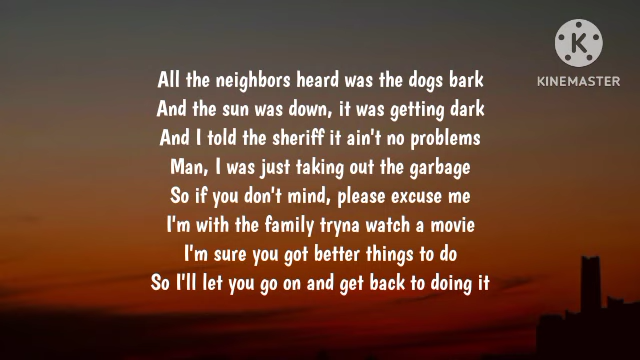 All the neighbors heard was the dogs bark
And the sun was down, it was getting dark
And I told the sheriff it ain't no problems
Man, I was just taking out the garbage
So if you don't mind, please excuse me
I'm with the family tryna watch a movie
I'm sure you got better things to do
So I'll let you go on and get back to doing it
K
KINEMASTER